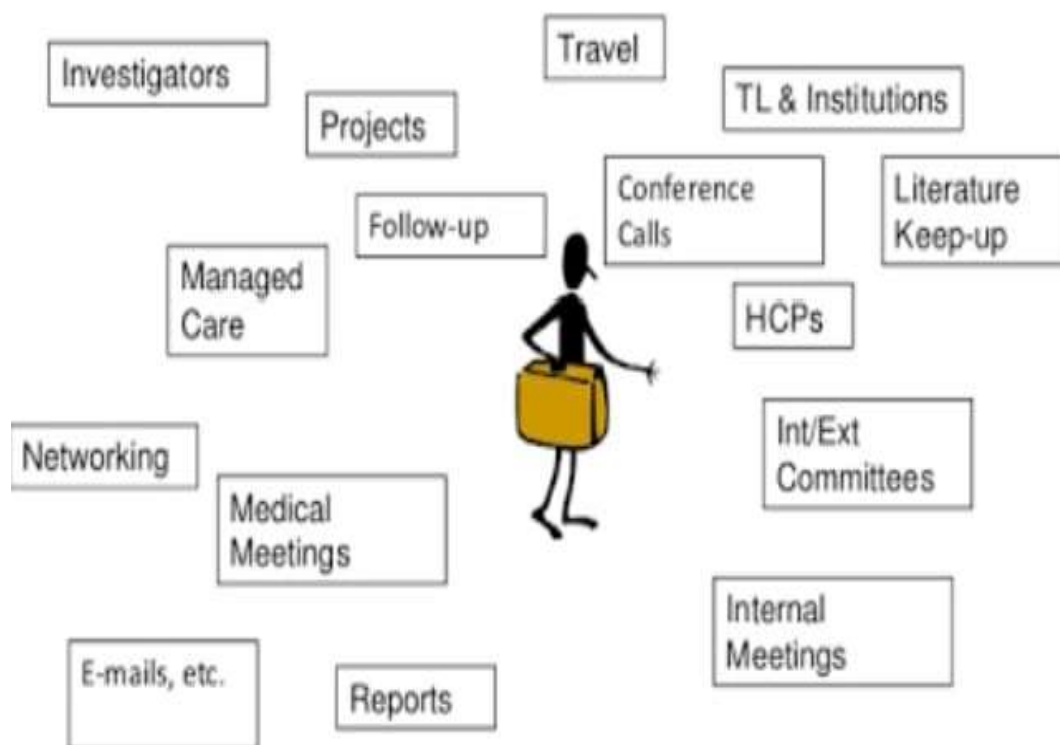 Travel
Investigators
TL & Institutions
Projects
Conference
Calls
Literature
Keep-up
Follow-up
Managed
Care
HCPs
Int/Ext
Committees
Networking
Medical
Meetings
Internal
Meetings
E-mails, etc.
Reports